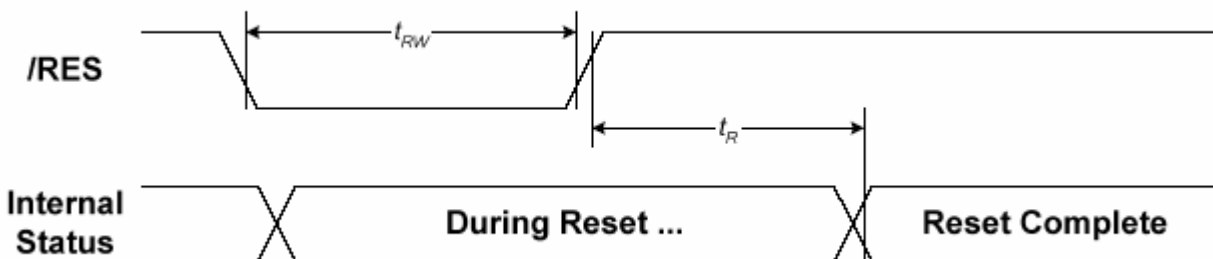 /RES
tRW
tR
Internal
Status
During Reset ...
Reset Complete